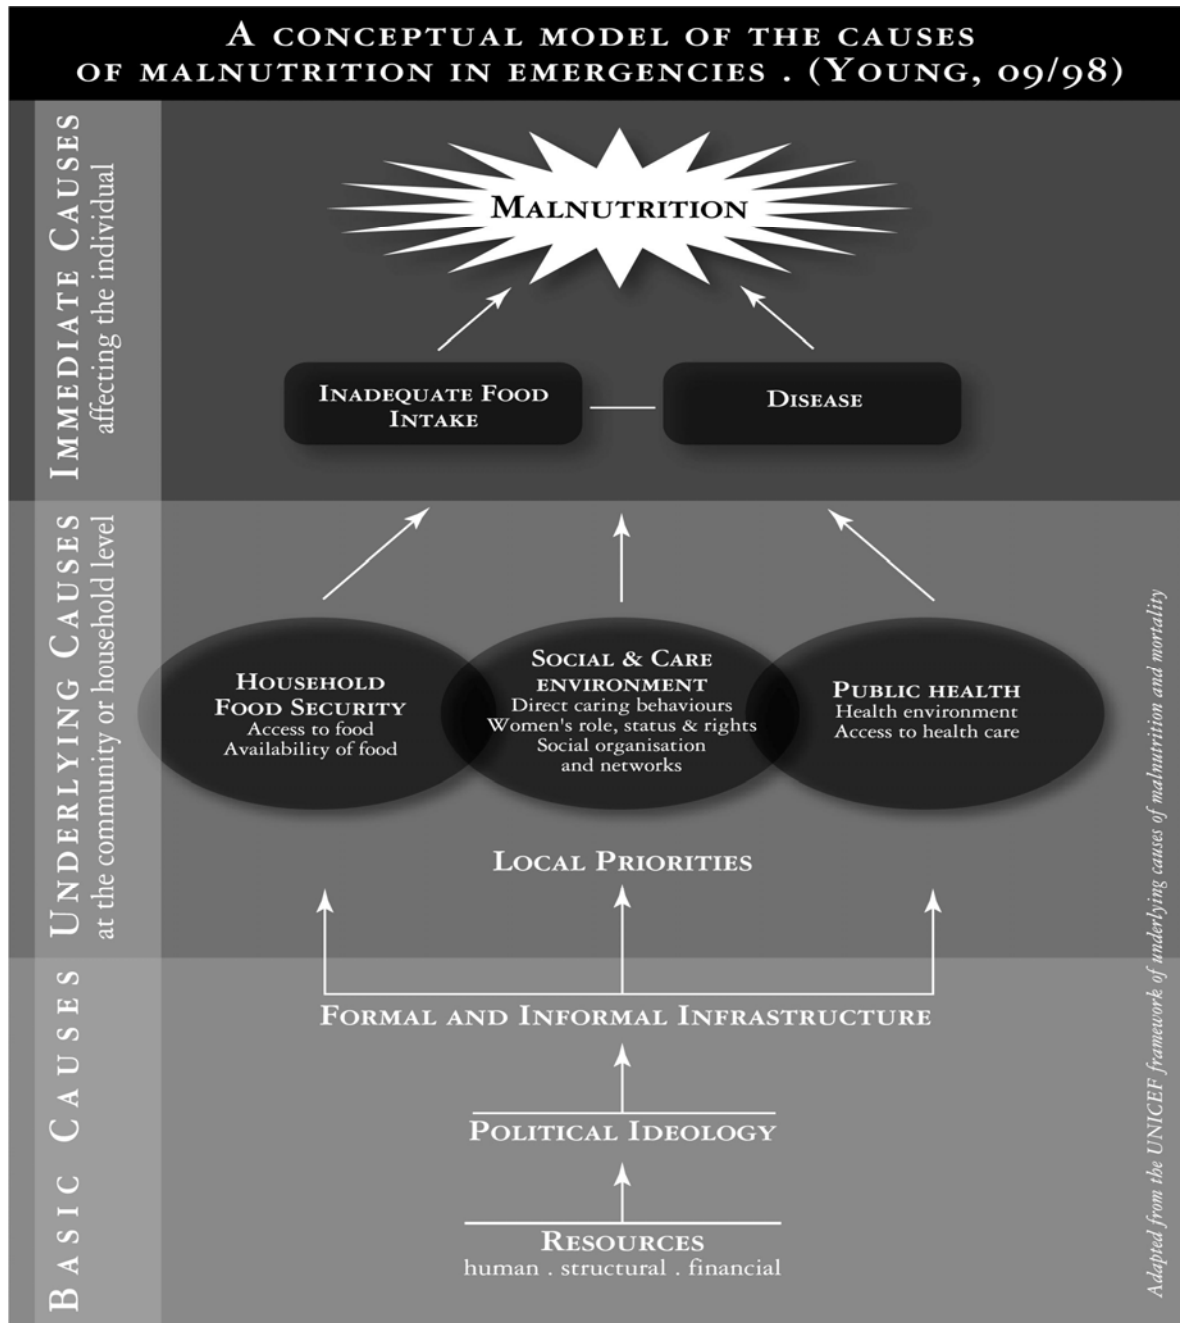 A CONCEPTUAL MODEL OF THE CAUSES
OF MALNUTRITION IN EMERGENCIES . (YOUNG, 09/98)
IMMEDIATE CAUSES
affecting the individual
MALNUTRITION
INADEQUATE FOOD
INTAKE
DISEASE
UNDERLYING CAUSES
at the community or household level
HOUSEHOLD
FOOD SECURITY
Access to food
Availability of food
SOCIAL & CARE
ENVIRONMENT
Direct caring behaviours
Women's role, status & rights
Social organisation
and networks
PUBLIC HEALTH
Health environment
Access to health care
LOCAL PRIORITIES
BASIC CAUSES
FORMAL AND INFORMAL INFRASTRUCTURE
POLITICAL IDEOLOGY
RESOURCES
human . structural . financial
Adapted from the UNICEF framework of underlying causes of malnutrition and mortality